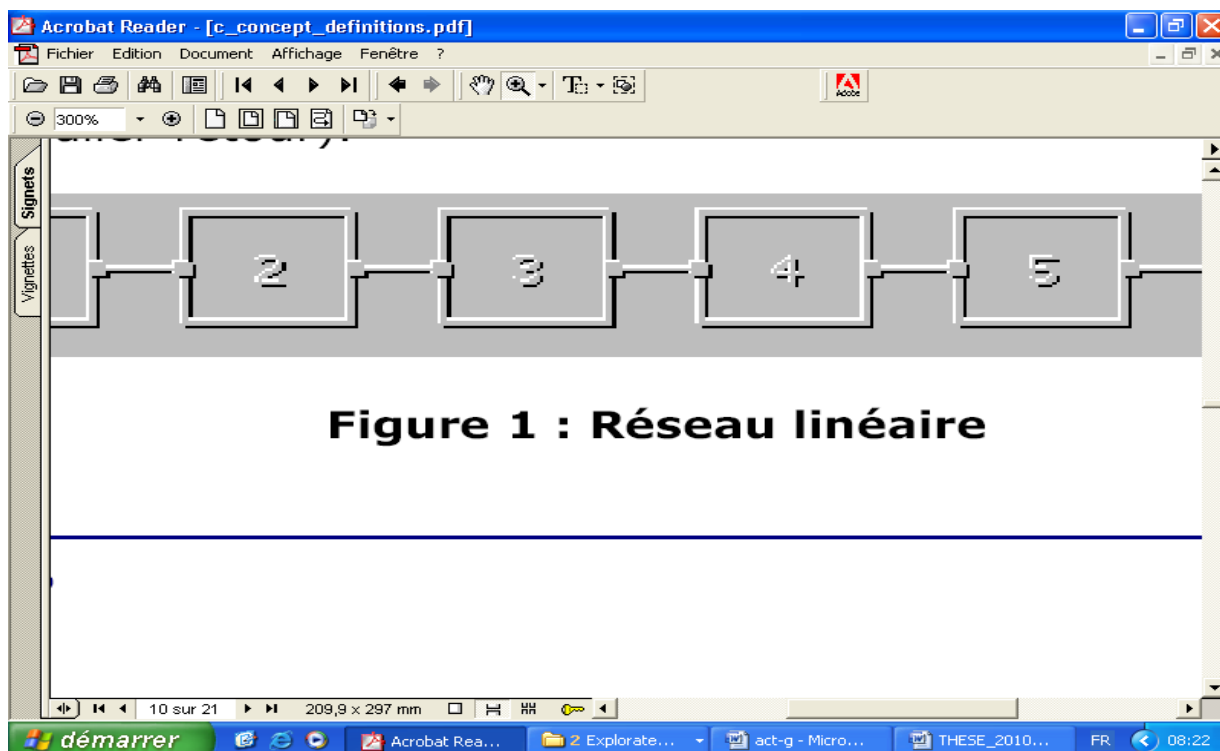 Acrobat Reader - [c_concept_definitions.pdf]
Fichier Edition Document Affichage Fenêtre ?
Adobe
300%
Signets
Vignettes
2 3 4 5
Figure 1 : Réseau linéaire
10 sur 21 209,9 x 297 mm
démarrer Acrobat Rea... 2 Explorate... act-g - Micro... THESE_2010... FR 08:22